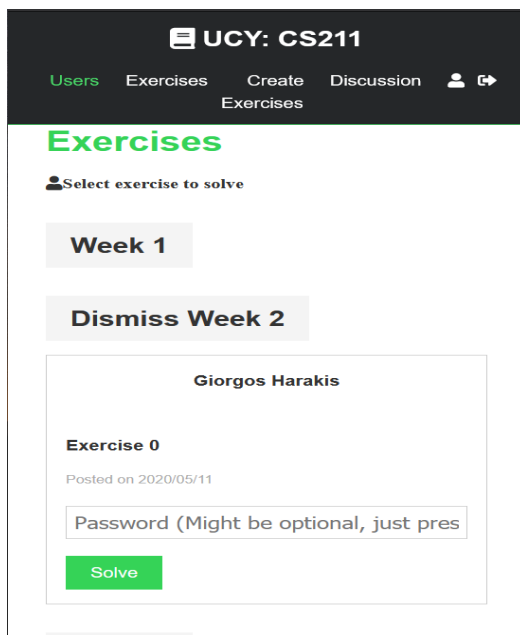 UCY: CS211
Users Exercises Create Discussion
Exercises
Exercises
Select exercise to solve
Week 1
Dismiss Week 2
Giorgos Harakis
Exercise 0
Posted on 2020/05/11
Password (Might be optional, just pres
Solve